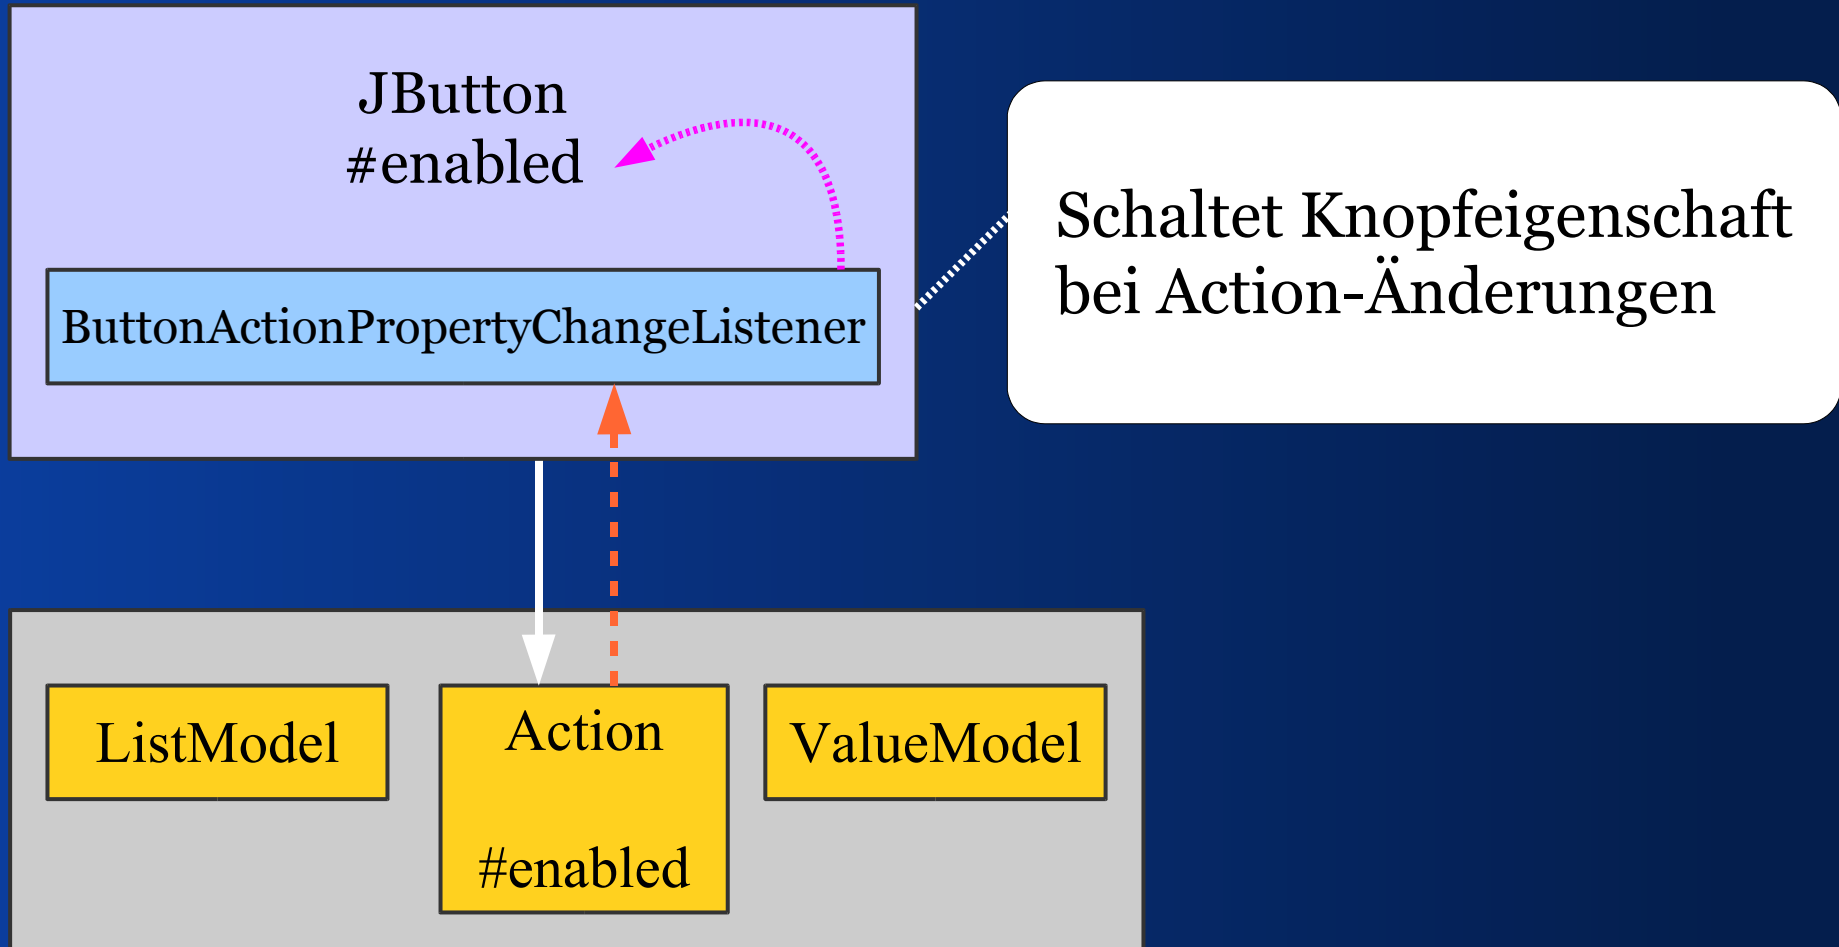 JButton
#enabled
ButtonActionPropertyChangeListener
Schaltet Knopfeigenschaft
bei Action-Änderungen
ListModel
Action
#enabled
ValueModel